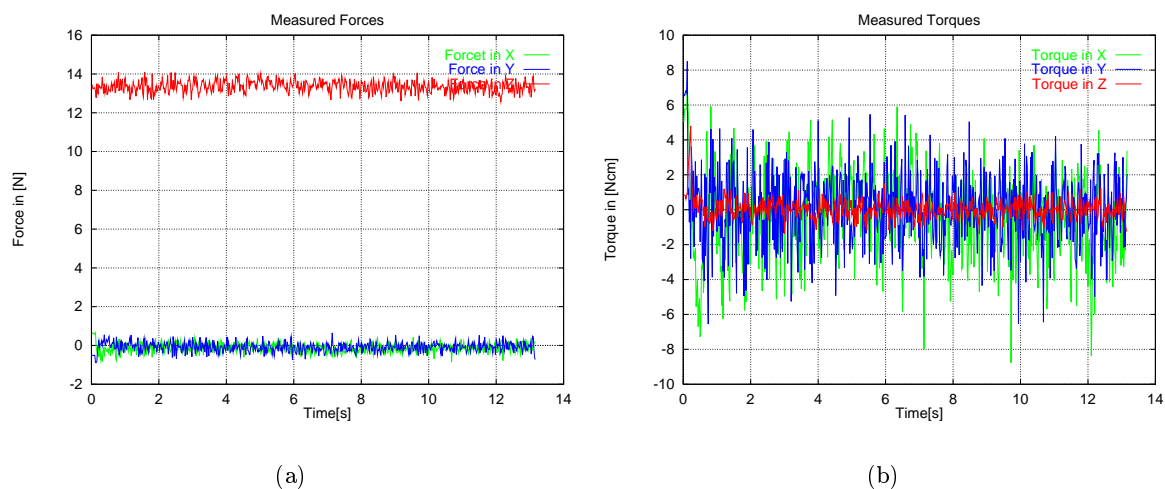 Measured Forces
16
14
12
10
8
6
4
2
0
-2
Force in [N]
Forcet in X
Force in Y
0 2 4 6 8 10 12 14
Time[s]
(a)
Measured Torques
10
8
6
4
2
0
-2
-4
-6
-8
-10
Torque in [Ncm]
Torque in X
Torque in Y
Torque in Z
0 2 4 6 8 10 12 14
Time[s]
(b)